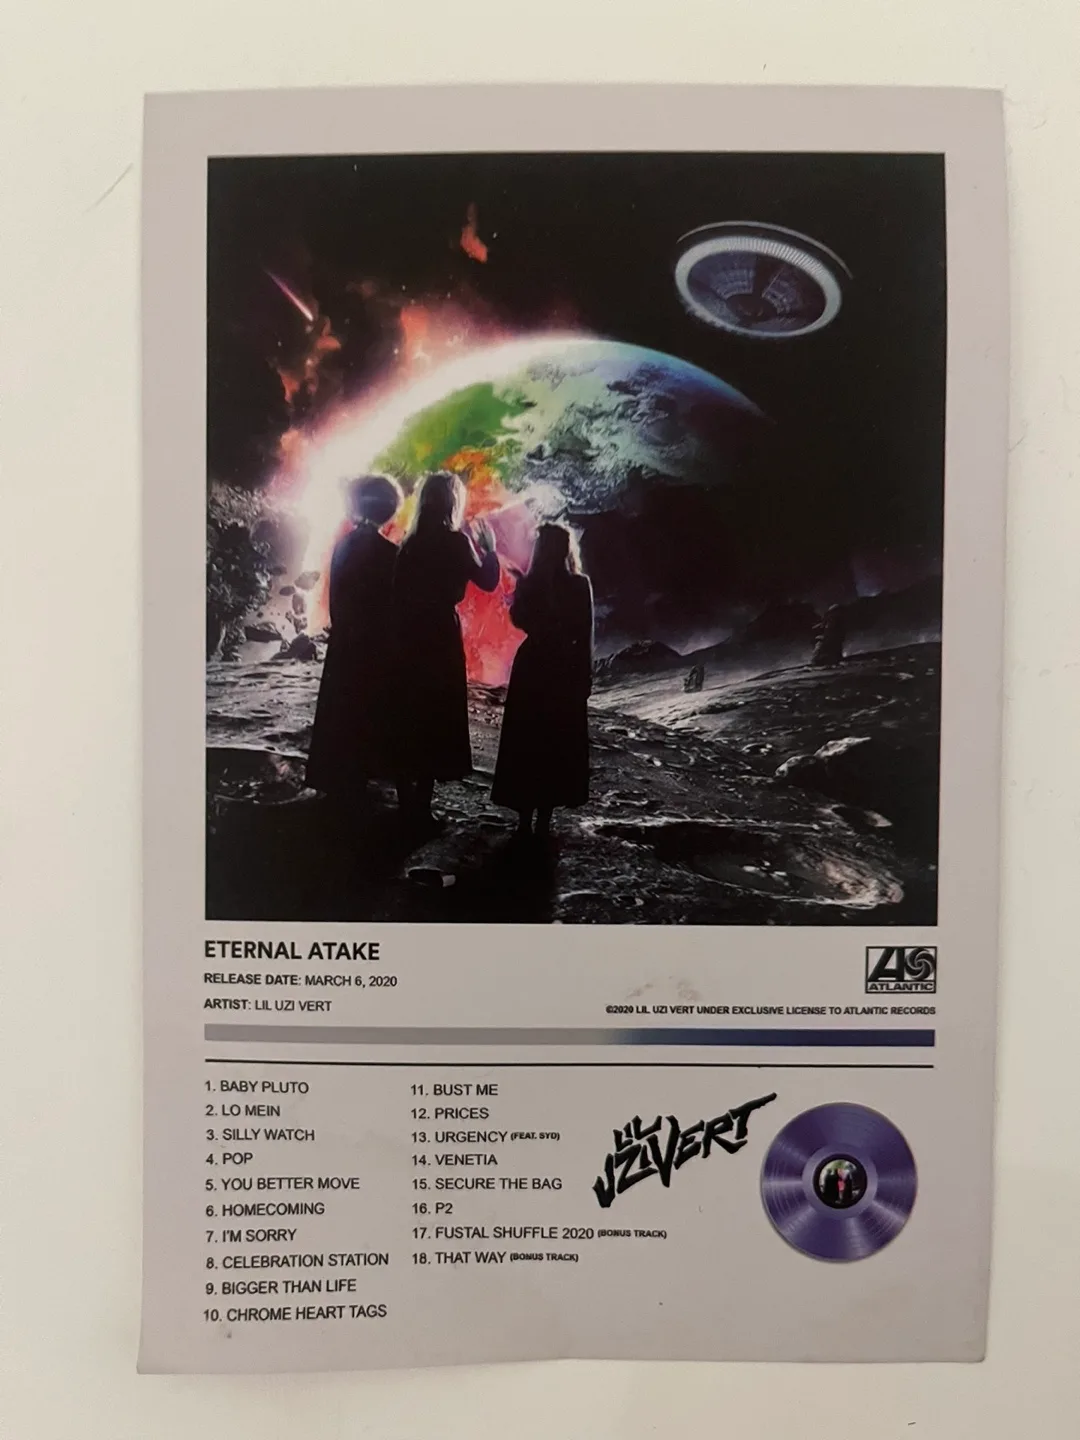 ETERNAL ATAKE
RELEASE DATE: MARCH 6, 2020
ARTIST: LIL UZI VERT
ATLANTIC
©2020 LIL UZI VERT UNDER EXCLUSIVE LICENSE TO ATLANTIC RECORDS
1. BABY PLUTO
2. LO MEIN
3. SILLY WATCH
4. POP
5. YOU BETTER MOVE
6. HOMECOMING
7. I'M SORRY
8. CELEBRATION STATION
9. BIGGER THAN LIFE
10. CHROME HEART TAGS
11. BUST ME
12. PRICES
13. URGENCY (FEAT. SYD)
14. VENETIA
15. SECURE THE BAG
16. P2
17. FUSTAL SHUFFLE 2020 (BONUS TRACK)
18. THAT WAY (BONUS TRACK)
LIL
UZI VERT